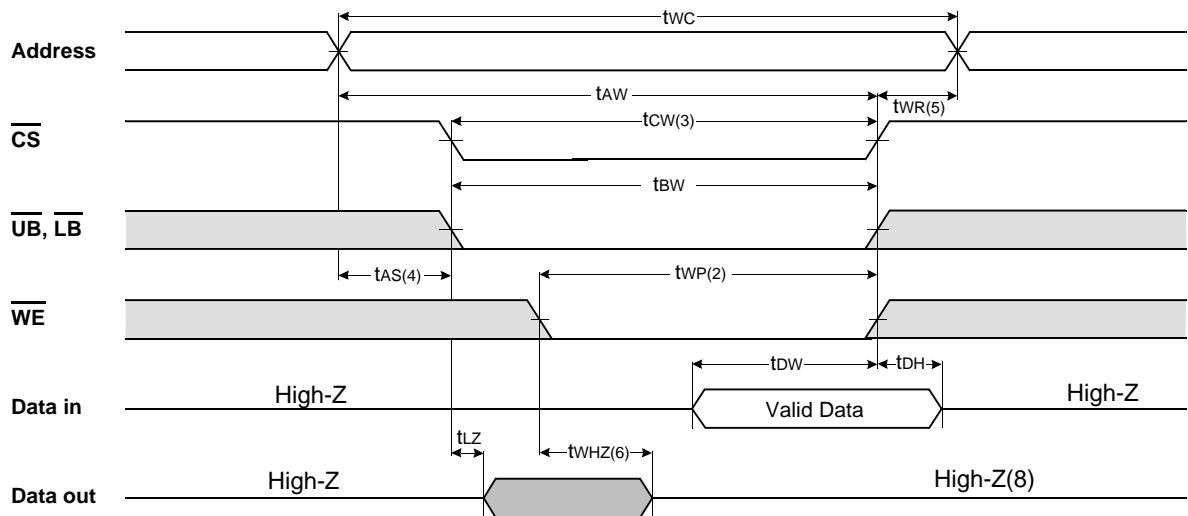 tWC
Address
tAW
tWR(5)
CS
tCW(3)
tBW
UB, LB
tAS(4)
tWP(2)
WE
tDW
tDH
High-Z
High-Z
Data in
Valid Data
tLZ
tWHZ(6)
High-Z
High-Z(8)
Data out